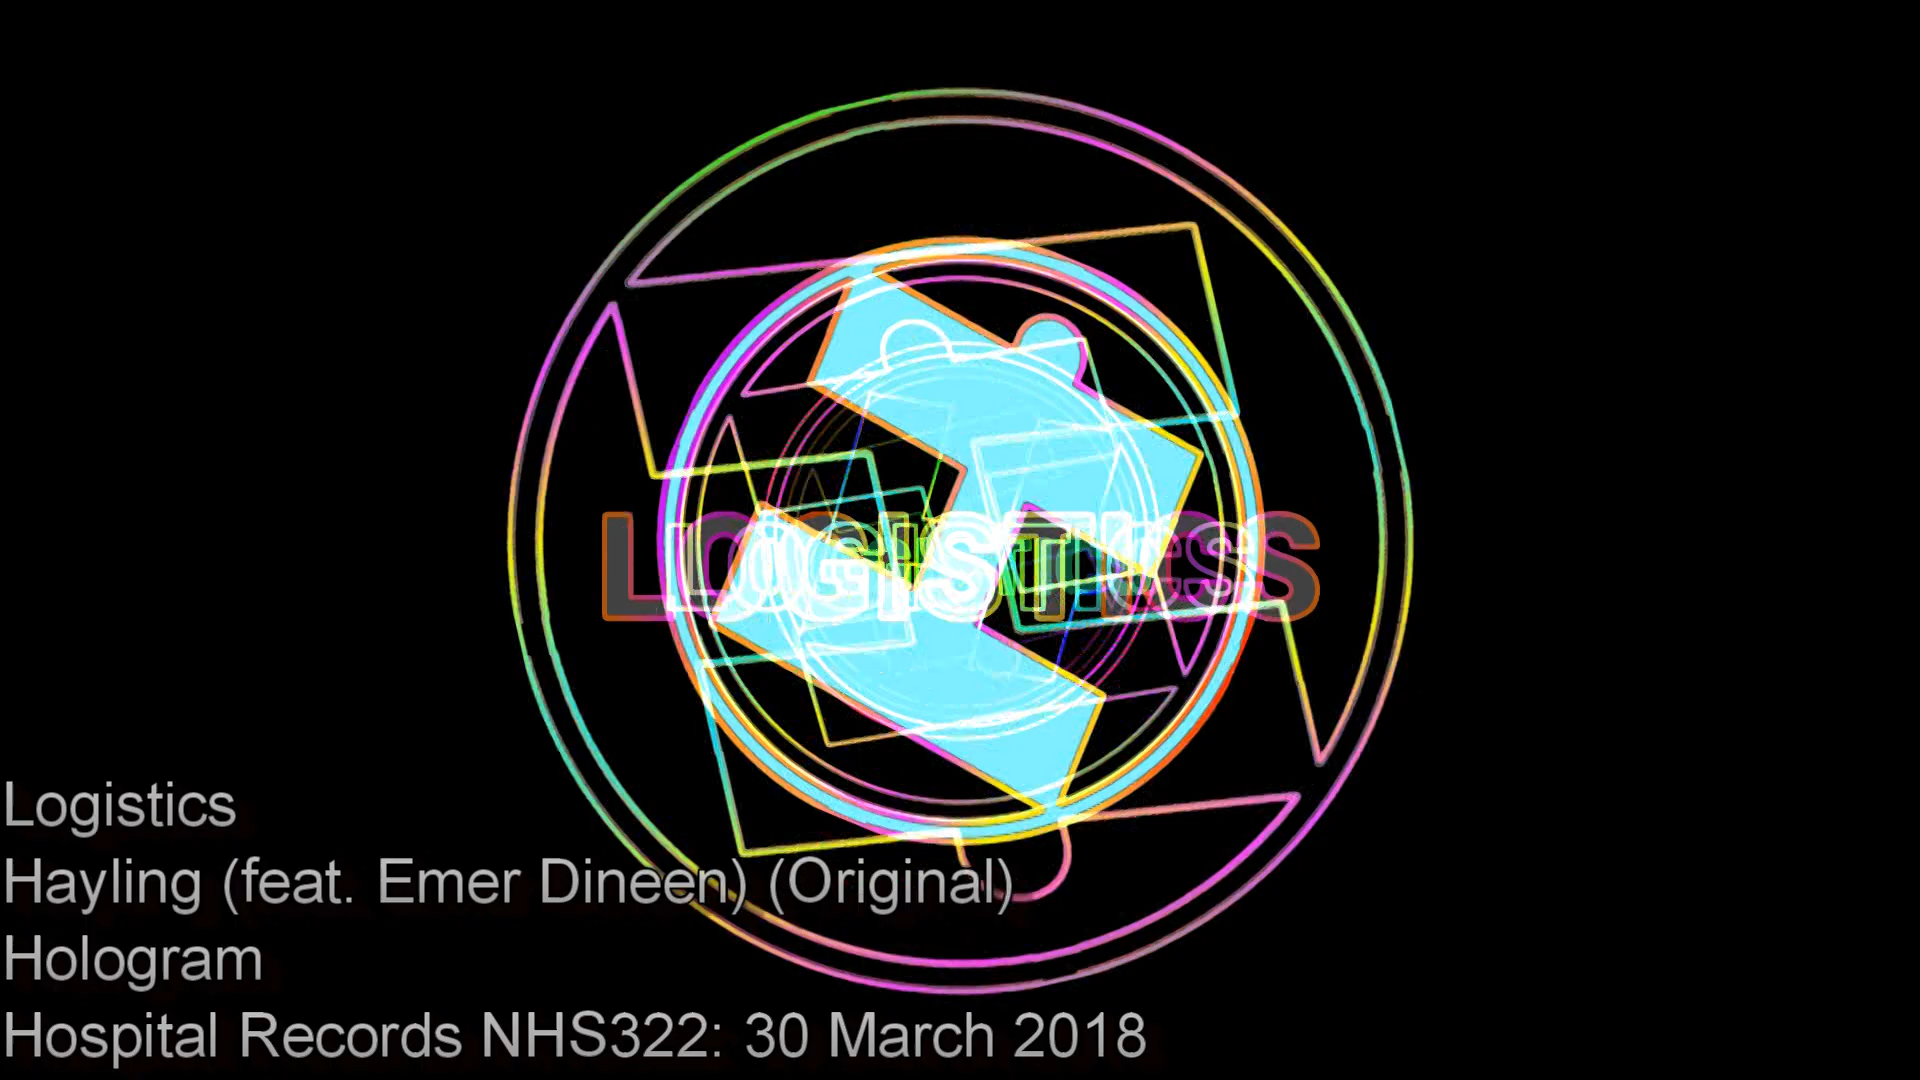 LOGISTICS
Logistics
Hayling (feat. Emer Dineen) (Original)
Hologram
Hospital Records NHS322: 30 March 2018